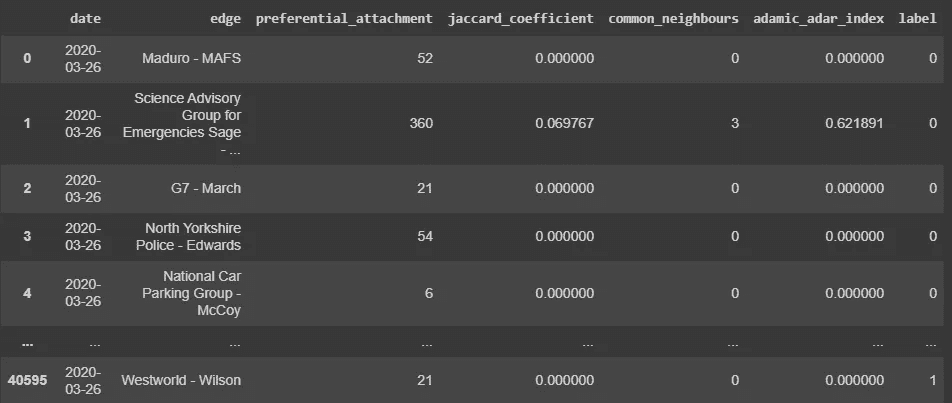 date edge preferential_attachment jaccard_coefficient common_neighbours adamic_adar_index label
0 2020-03-26 Maduro - MAFS 52 0.000000 0 0.000000 0
1 2020-03-26 Science Advisory Group for Emergencies Sage - ... 360 0.069767 3 0.621891 0
2 2020-03-26 G7 - March 21 0.000000 0 0.000000 0
3 2020-03-26 North Yorkshire Police - Edwards 54 0.000000 0 0.000000 0
4 2020-03-26 National Car Parking Group - McCoy 6 0.000000 0 0.000000 0
... ... ... ... ... ... ... ...
40595 2020-03-26 Westworld - Wilson 21 0.000000 0 0.000000 1